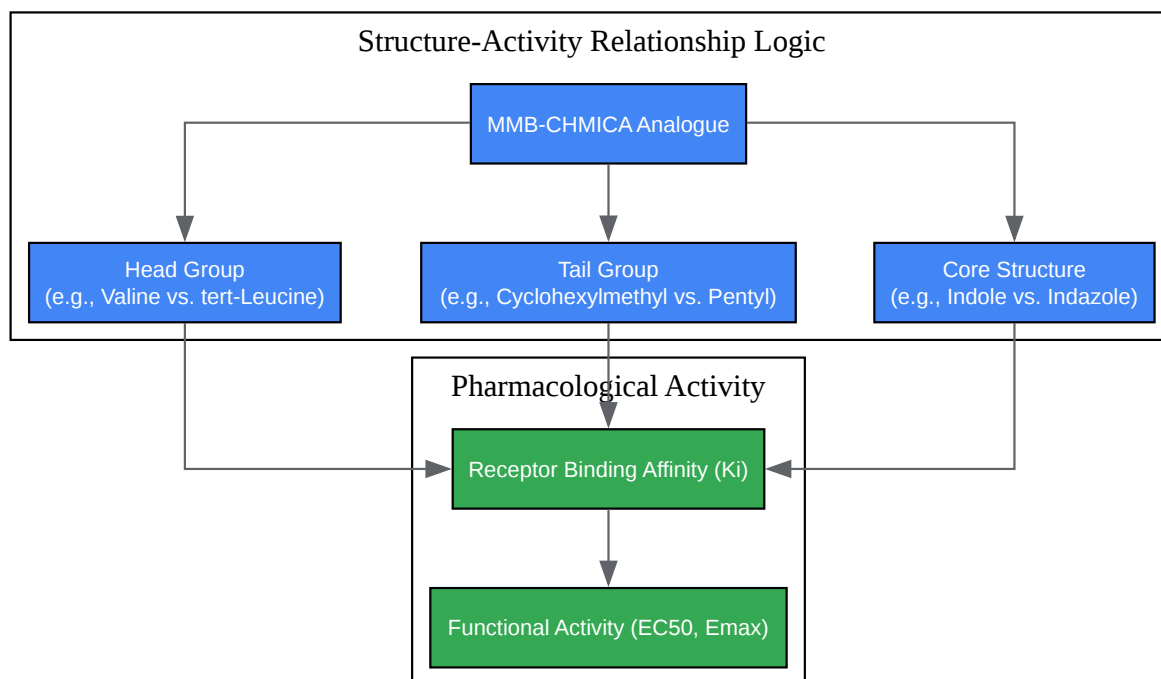 Structure-Activity Relationship Logic
MMB-CHMICA Analogue
Head Group
(e.g., Valine vs. tert-Leucine)
Tail Group
(e.g., Cyclohexylmethyl vs. Pentyl)
Core Structure
(e.g., Indole vs. Indazole)
Pharmacological Activity
Receptor Binding Affinity (Ki)
Functional Activity (EC50, Emax)